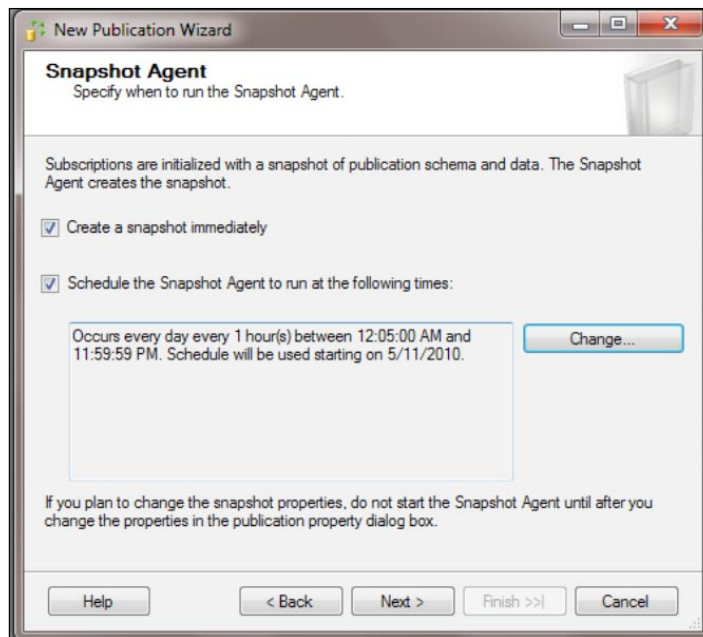 New Publication Wizard
Snapshot Agent
Specify when to run the Snapshot Agent.
Subscriptions are initialized with a snapshot of publication schema and data. The Snapshot
Agent creates the snapshot.
Create a snapshot immediately
Schedule the Snapshot Agent to run at the following times:
Occurs every day every 1 hour(s) between 12:05:00 AM and
11:59:59 PM. Schedule will be used starting on 5/11/2010.
Change...
If you plan to change the snapshot properties, do not start the Snapshot Agent until after you
change the properties in the publication property dialog box.
Help
< Back
Next >
Finish >>|
Cancel